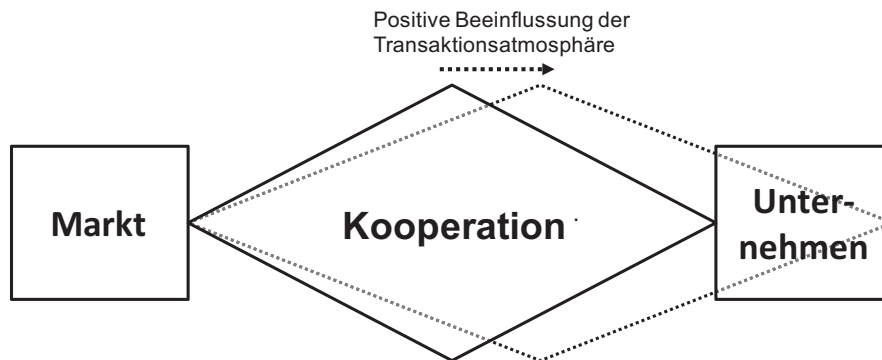 Positive Beeinflussung der
Transaktionsatmosphäre
Markt
Kooperation
Unter-
nehmen